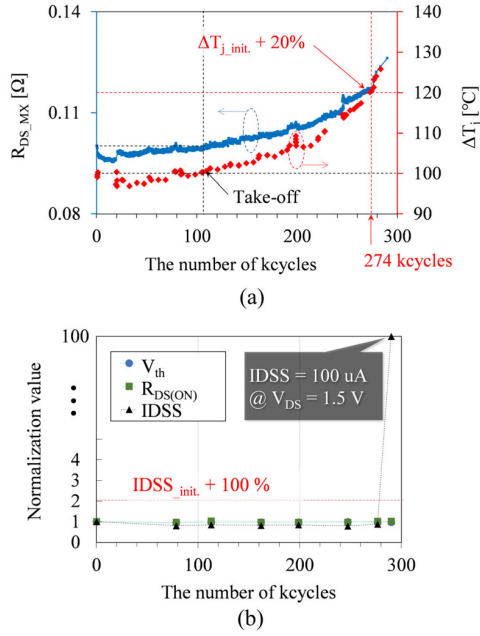 (a)
0.14
0.11
0.08
R_DS_MX [Ω]
140
130
120
110
100
90
ΔT_j [℃]
ΔT_j_init. + 20%
Take-off
0
100
200
300
The number of kcycles
274 kcycles
(a)
100
•••
4
3
2
1
0
Normalization value
V_th
R_DS(ON)
IDSS
IDSS = 100 uA
@ V_DS = 1.5 V
IDSS_init. + 100 %
0
100
200
300
The number of kcycles
(b)